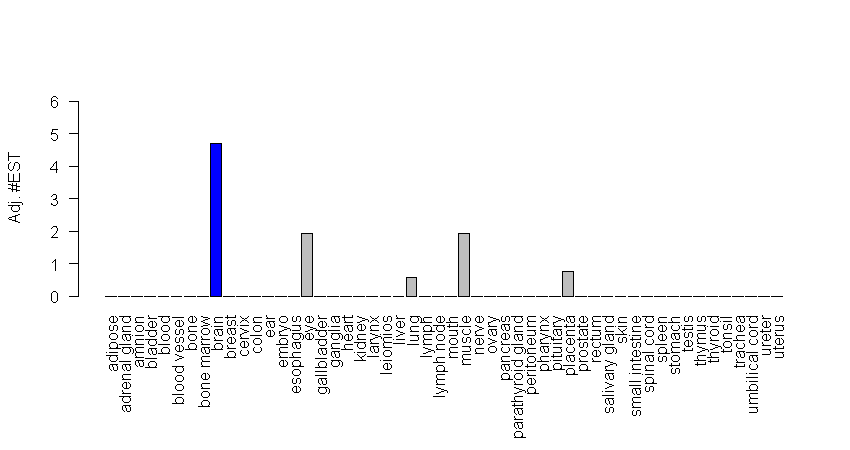 6
5
4
3
2
1
0
Adj. #EST
adipose
adrenal gland
amnion
bladder
blood
blood vessel
bone
bone marrow
brain
breast
cervix
colon
ear
embryo
esophagus
eye
gallbladder
ganglia
heart
kidney
larynx
leiomios
liver
lung
lymph
lymph node
mouth
muscle
nerve
ovary
pancreas
parathyroid gland
peritoneum
pharynx
pituitary
placenta
prostate
rectum
salivary gland
skin
small intestine
spinal cord
spleen
stomach
testis
thymus
thyroid
tonsil
trachea
umbilical cord
ureter
uterus